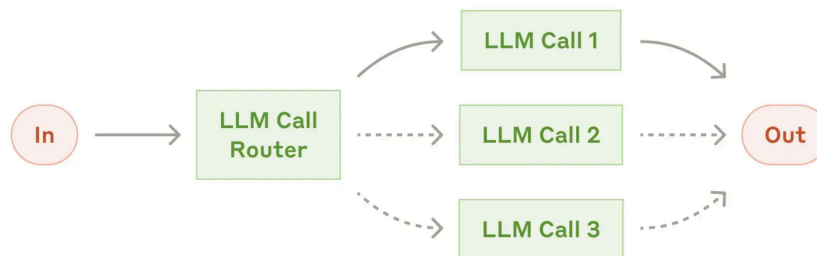 In
LLM Call
Router
LLM Call 1
LLM Call 2
LLM Call 3
Out